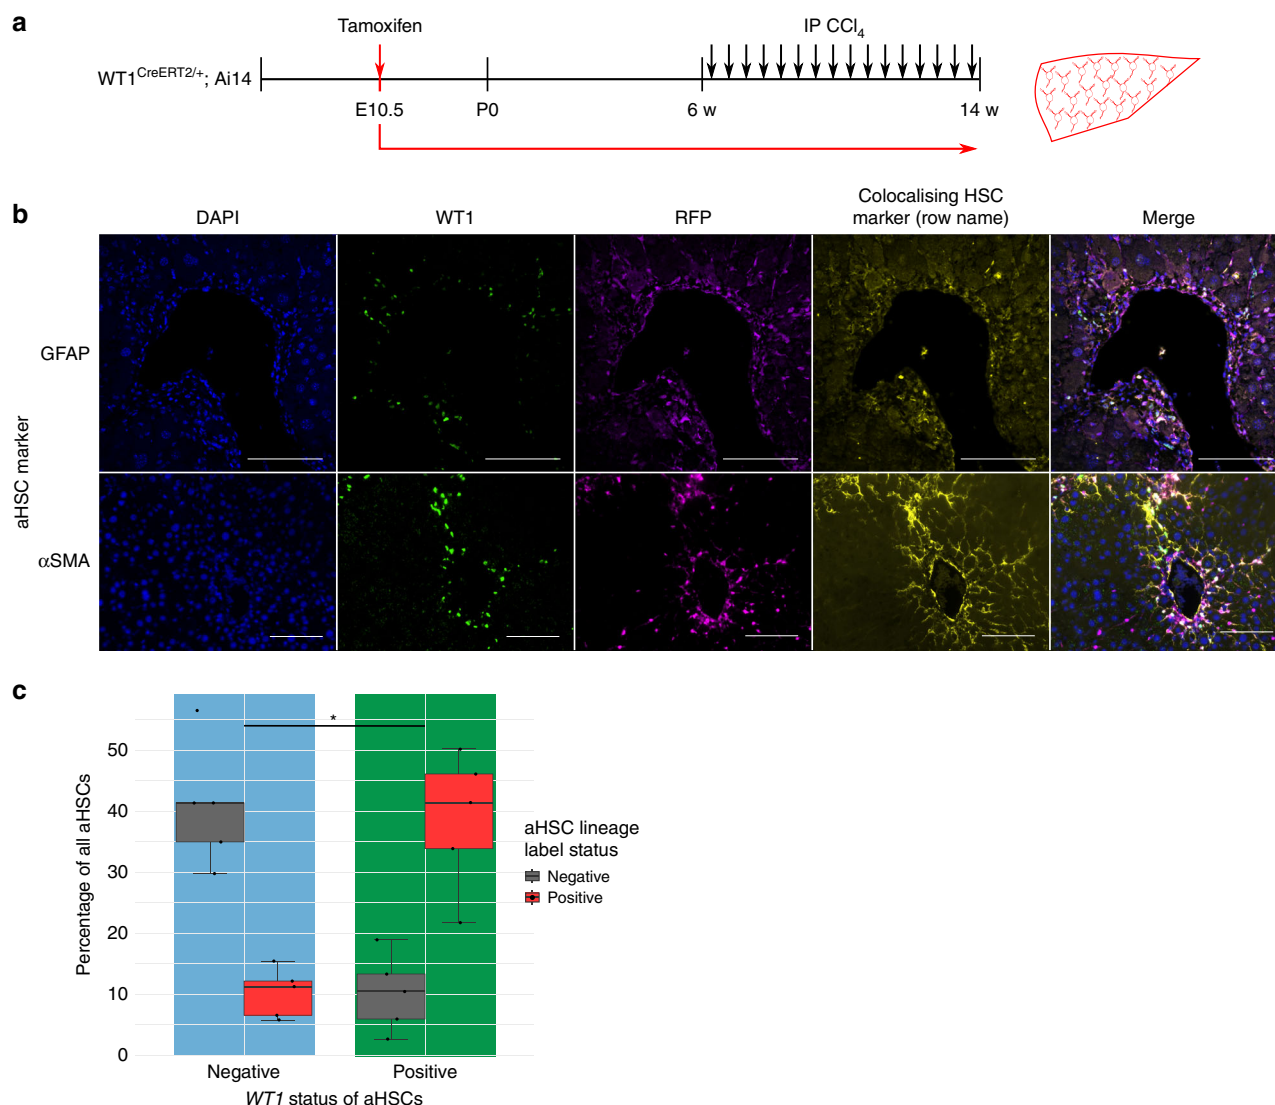 a
Tamoxifen
IP CCl4
WT1CreERT2/+; Ai14
E10.5
P0
6 w
14 w
b
DAPI
WT1
RFP
Colocalising HSC
marker (row name)
Merge
aHSC marker
GFAP
αSMA
c
*
Percentage of all aHSCs
50
40
30
20
10
0
Negative
Positive
WT1 status of aHSCs
aHSC lineage
label status
Negative
Positive